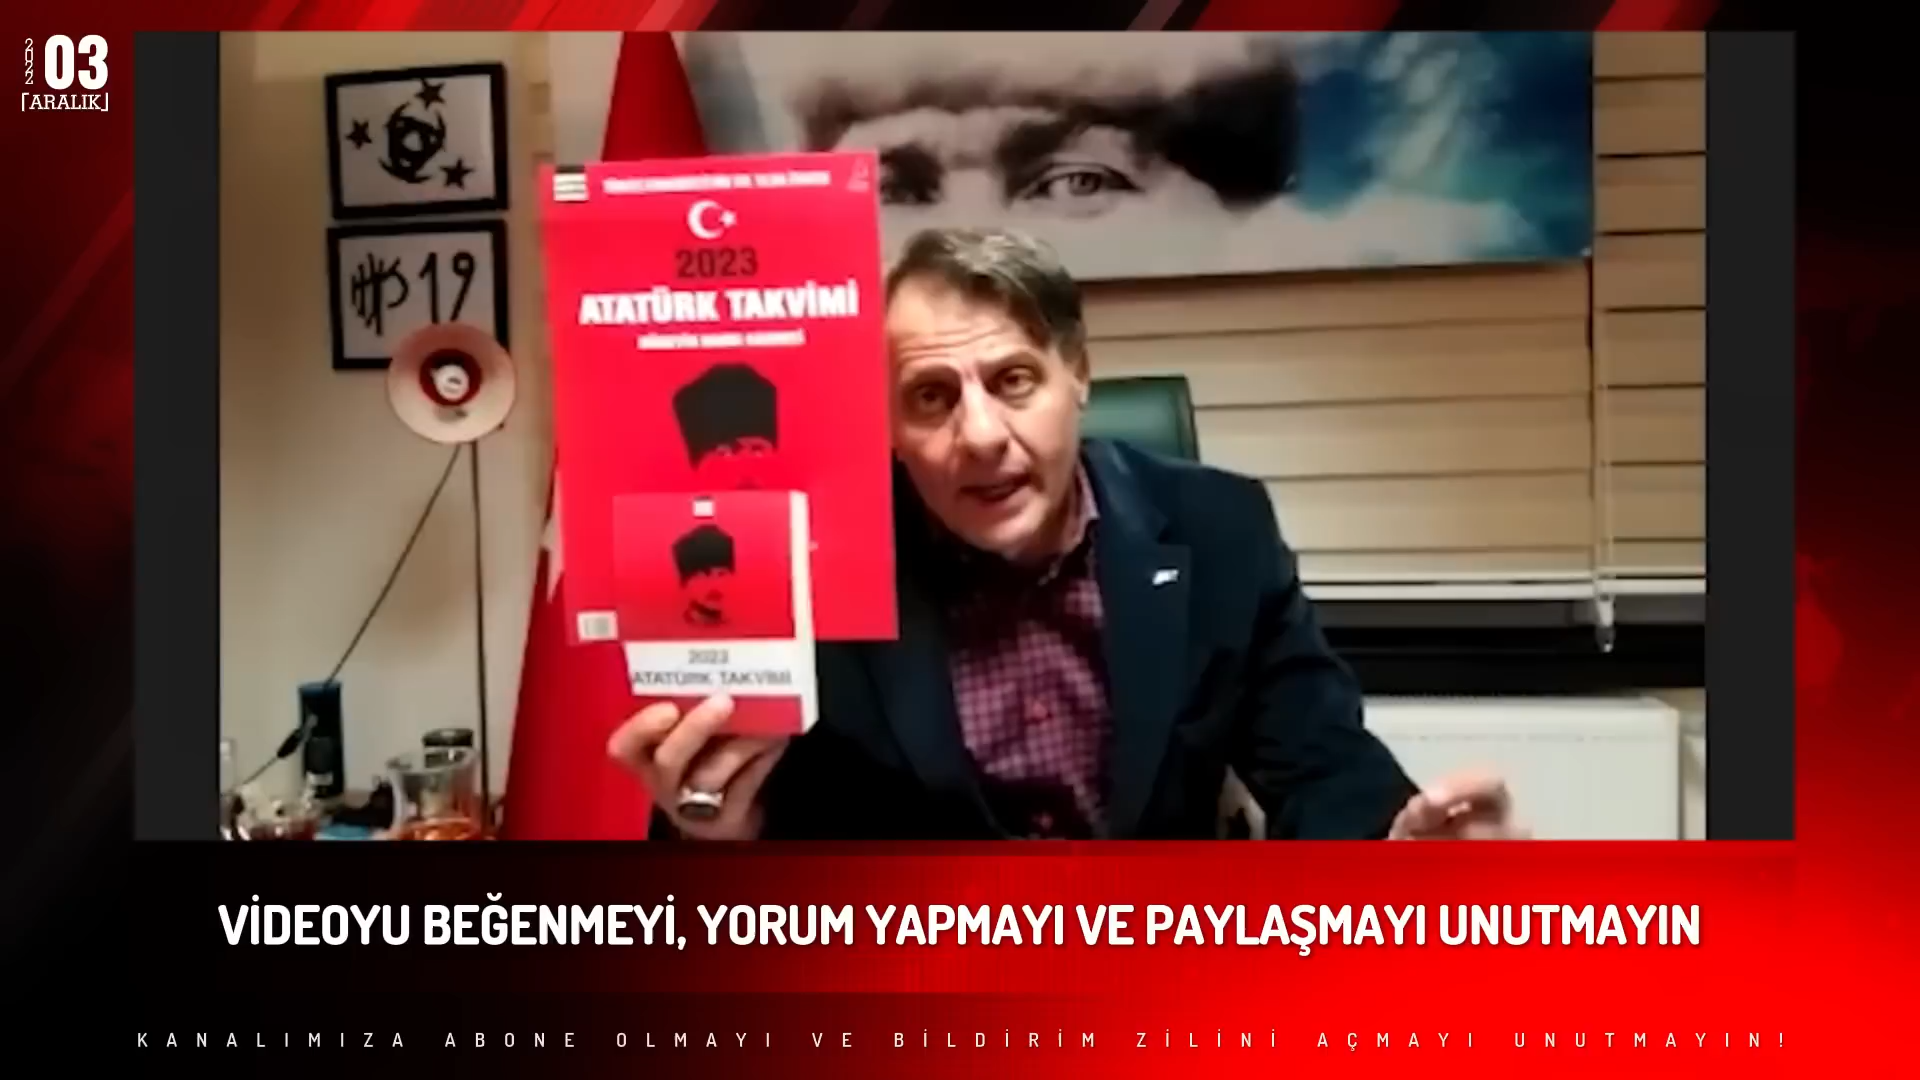 2022
03
ARALIK
19
2023
ATATÜRK TAKVİMİ
2023
ATATÜRK TAKVİMİ
VİDEOYU BEĞENMEYİ, YORUM YAPMAYI VE PAYLAŞMAYI UNUTMAYIN
KANALIMIZA ABONE OLMAYI VE BİLDİRİM ZİLİNİ AÇMAYI UNUTMAYIN!